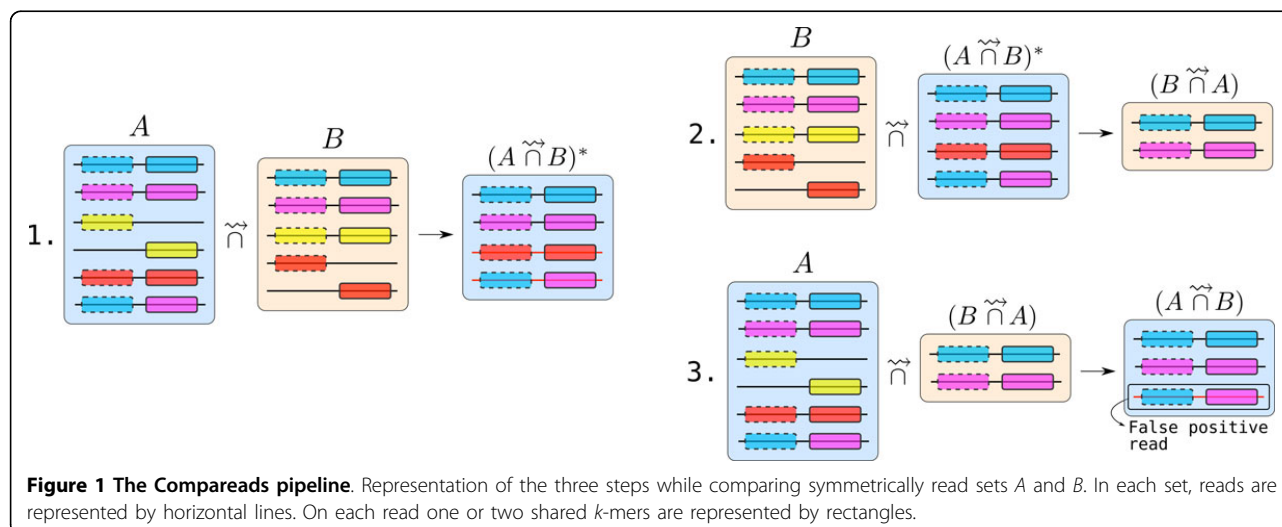 1.
A
∩⃗
B
(A ∩⃗ B)*
2.
B
∩⃗
(A ∩⃗ B)*
(B ∩⃗ A)
3.
A
∩⃗
(B ∩⃗ A)
(A ∩⃗ B)
False positive
read
Figure 1 The Compareads pipeline. Representation of the three steps while comparing symmetrically read sets A and B. In each set, reads are
represented by horizontal lines. On each read one or two shared k-mers are represented by rectangles.